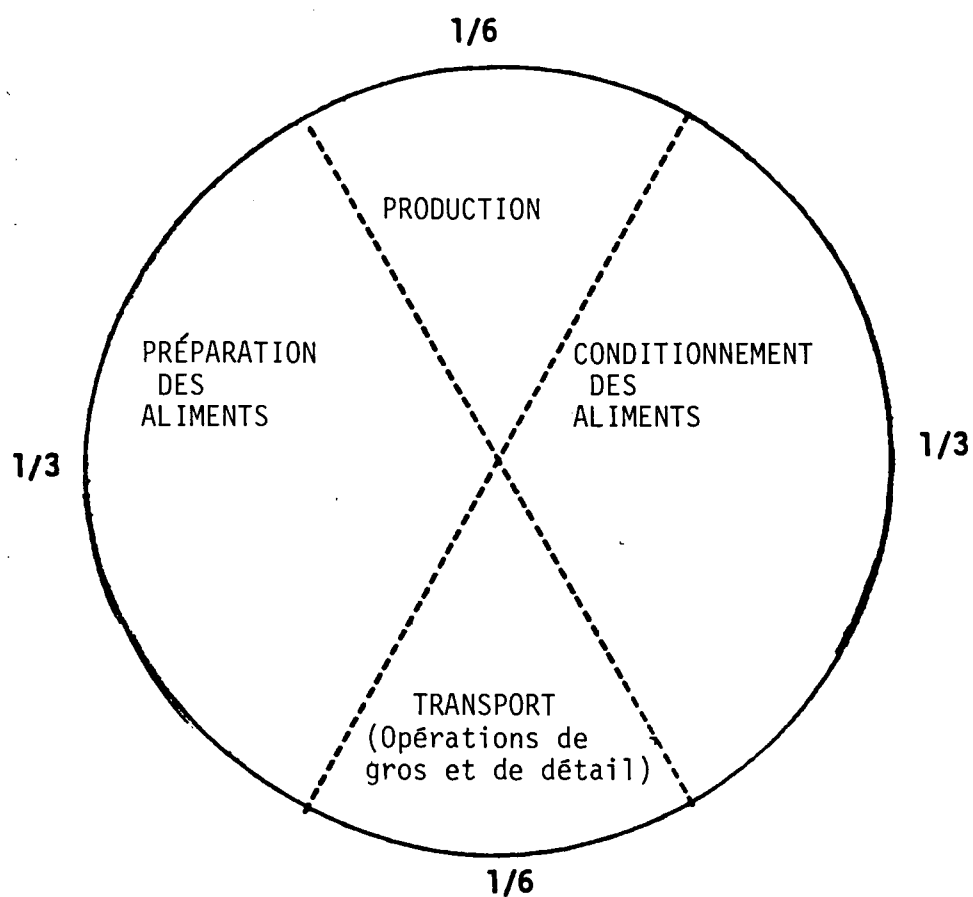 1/6
PRODUCTION
PRÉPARATION
DES
ALIMENTS
CONDITIONNEMENT
DES
ALIMENTS
1/3
1/3
TRANSPORT
(Opérations de
gros et de détail)
1/6